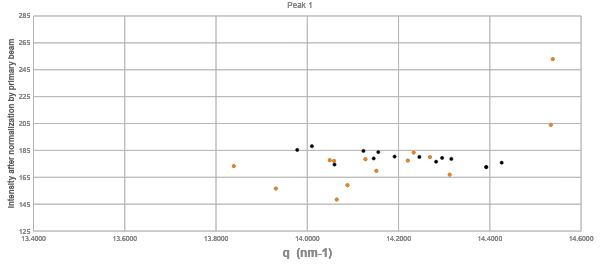 Peak 1
Intensity after normalization by primary beam
285
265
245
225
205
185
165
145
125
13.4000 13.6000 13.8000 14.0000 14.2000 14.4000 14.6000
q (nm-1)